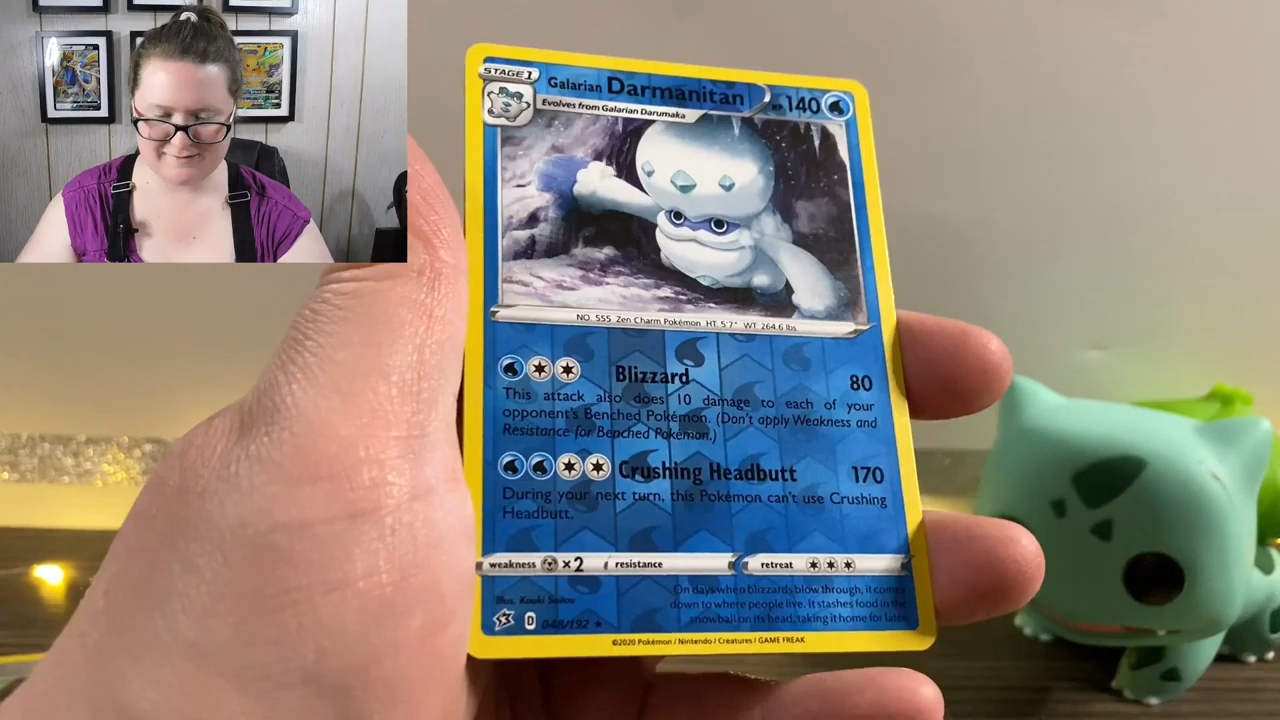 STAGE 1
Galarian Darmanitan HP 140
Evolves from Galarian Darumaka
NO. 555 Zen Charm Pokémon HT: 5'7" WT: 264.6 lbs
Blizzard 80
This attack also does 10 damage to each of your
opponent's Benched Pokémon. (Don't apply Weakness and
Resistance for Benched Pokémon.)
Crushing Headbutt 170
During your next turn, this Pokémon can't use Crushing
Headbutt.
weakness ×2 resistance retreat
Illus. Kouki Saitou
On days when blizzards blow through, it comes
down to where people live. It stashes food in the
snowball on its head, taking it home for later.
D 048/192 ★
©2020 Pokémon / Nintendo / Creatures / GAME FREAK